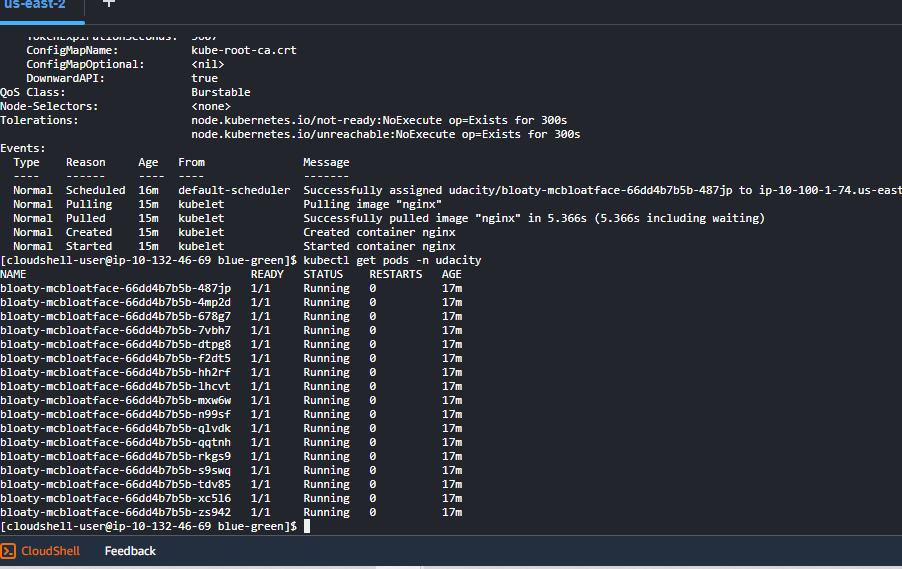 us-east-2 +
TokenExpirationSeconds: 3607
ConfigMapName: kube-root-ca.crt
ConfigMapOptional: <nil>
DownwardAPI: true
QoS Class: Burstable
Node-Selectors: <none>
Tolerations: node.kubernetes.io/not-ready:NoExecute op=Exists for 300s
node.kubernetes.io/unreachable:NoExecute op=Exists for 300s
Events:
Type Reason Age From Message
---- ------ ---- ---- -------
Normal Scheduled 16m default-scheduler Successfully assigned udacity/bloaty-mcbloatface-66dd4b7b5b-487jp to ip-10-100-1-74.us-east
Normal Pulling 15m kubelet Pulling image "nginx"
Normal Pulled 15m kubelet Successfully pulled image "nginx" in 5.366s (5.366s including waiting)
Normal Created 15m kubelet Created container nginx
Normal Started 15m kubelet Started container nginx
[cloudshell-user@ip-10-132-46-69 blue-green]$ kubectl get pods -n udacity
NAME READY STATUS RESTARTS AGE
bloaty-mcbloatface-66dd4b7b5b-487jp 1/1 Running 0 17m
bloaty-mcbloatface-66dd4b7b5b-4mp2d 1/1 Running 0 17m
bloaty-mcbloatface-66dd4b7b5b-678g7 1/1 Running 0 17m
bloaty-mcbloatface-66dd4b7b5b-7vbh7 1/1 Running 0 17m
bloaty-mcbloatface-66dd4b7b5b-dtpg8 1/1 Running 0 17m
bloaty-mcbloatface-66dd4b7b5b-f2dt5 1/1 Running 0 17m
bloaty-mcbloatface-66dd4b7b5b-hh2rf 1/1 Running 0 17m
bloaty-mcbloatface-66dd4b7b5b-lhcvt 1/1 Running 0 17m
bloaty-mcbloatface-66dd4b7b5b-mxw6w 1/1 Running 0 17m
bloaty-mcbloatface-66dd4b7b5b-n99sf 1/1 Running 0 17m
bloaty-mcbloatface-66dd4b7b5b-qlvdk 1/1 Running 0 17m
bloaty-mcbloatface-66dd4b7b5b-qqtnh 1/1 Running 0 17m
bloaty-mcbloatface-66dd4b7b5b-rkgs9 1/1 Running 0 17m
bloaty-mcbloatface-66dd4b7b5b-s9swq 1/1 Running 0 17m
bloaty-mcbloatface-66dd4b7b5b-tdv85 1/1 Running 0 17m
bloaty-mcbloatface-66dd4b7b5b-xc5l6 1/1 Running 0 17m
bloaty-mcbloatface-66dd4b7b5b-zs942 1/1 Running 0 17m
[cloudshell-user@ip-10-132-46-69 blue-green]$
CloudShell Feedback